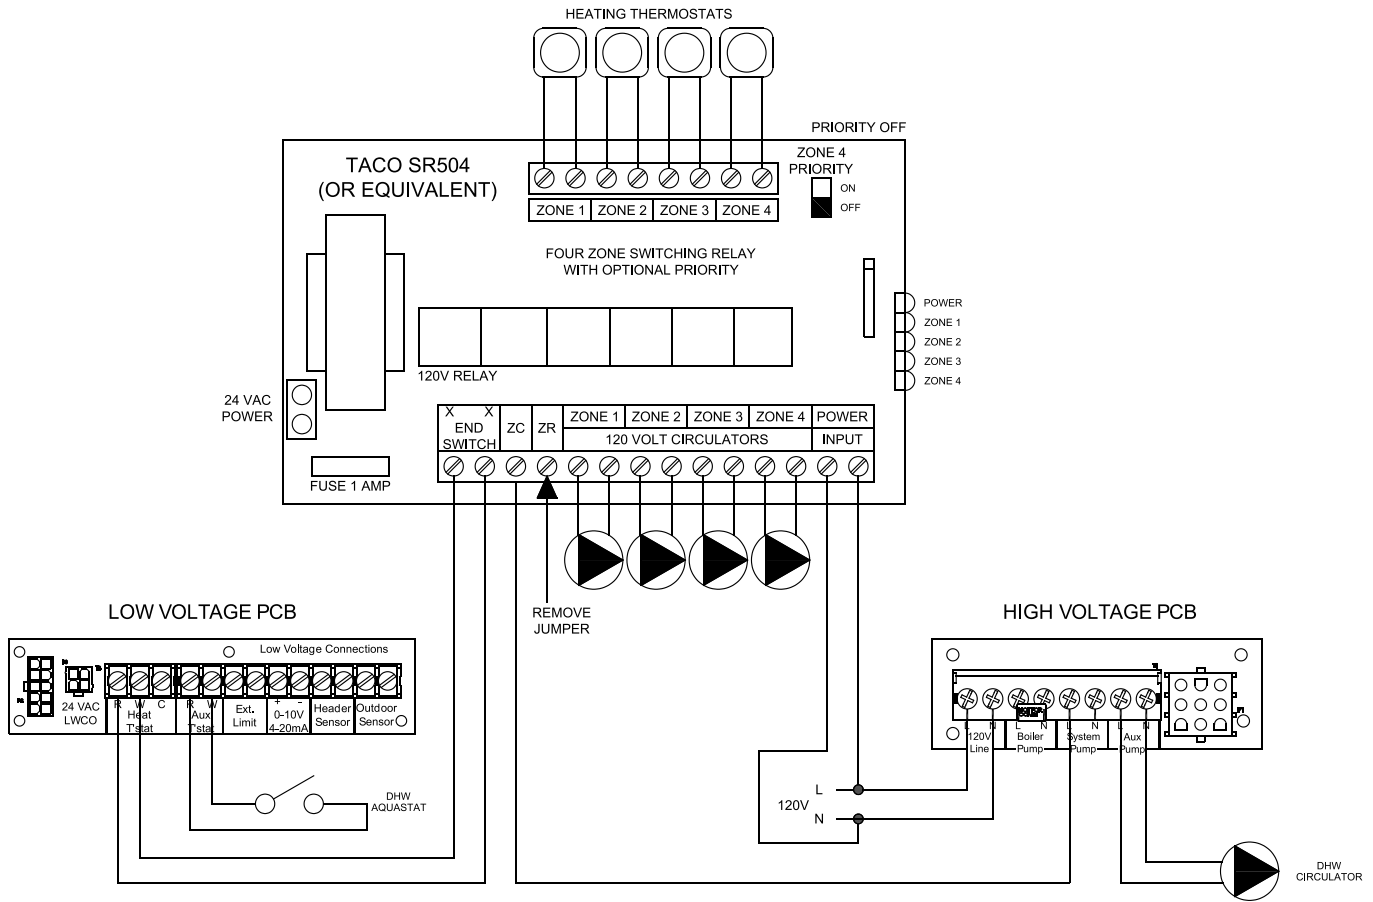 HEATING THERMOSTATS
PRIORITY OFF
TACO SR504
(OR EQUIVALENT)
ZONE 4
PRIORITY
ON
OFF
ZONE 1 ZONE 2 ZONE 3 ZONE 4
FOUR ZONE SWITCHING RELAY
WITH OPTIONAL PRIORITY
POWER
ZONE 1
ZONE 2
ZONE 3
ZONE 4
120V RELAY
24 VAC
POWER
X X
END
SWITCH
ZC
ZR
ZONE 1 ZONE 2 ZONE 3 ZONE 4
120 VOLT CIRCULATORS
POWER
INPUT
FUSE 1 AMP
REMOVE
JUMPER
LOW VOLTAGE PCB
Low Voltage Connections
24 VAC
LWCO
R W C
Heat
T'stat
R W
Aux
T'stat
Ext.
Limit
+ -
0-10V
4-20mA
Header
Sensor
Outdoor
Sensor
DHW
AQUASTAT
HIGH VOLTAGE PCB
L N L N L N L N
120V
Line
Boiler
Pump
System
Pump
Aux
Pump
L
120V
N
DHW
CIRCULATOR